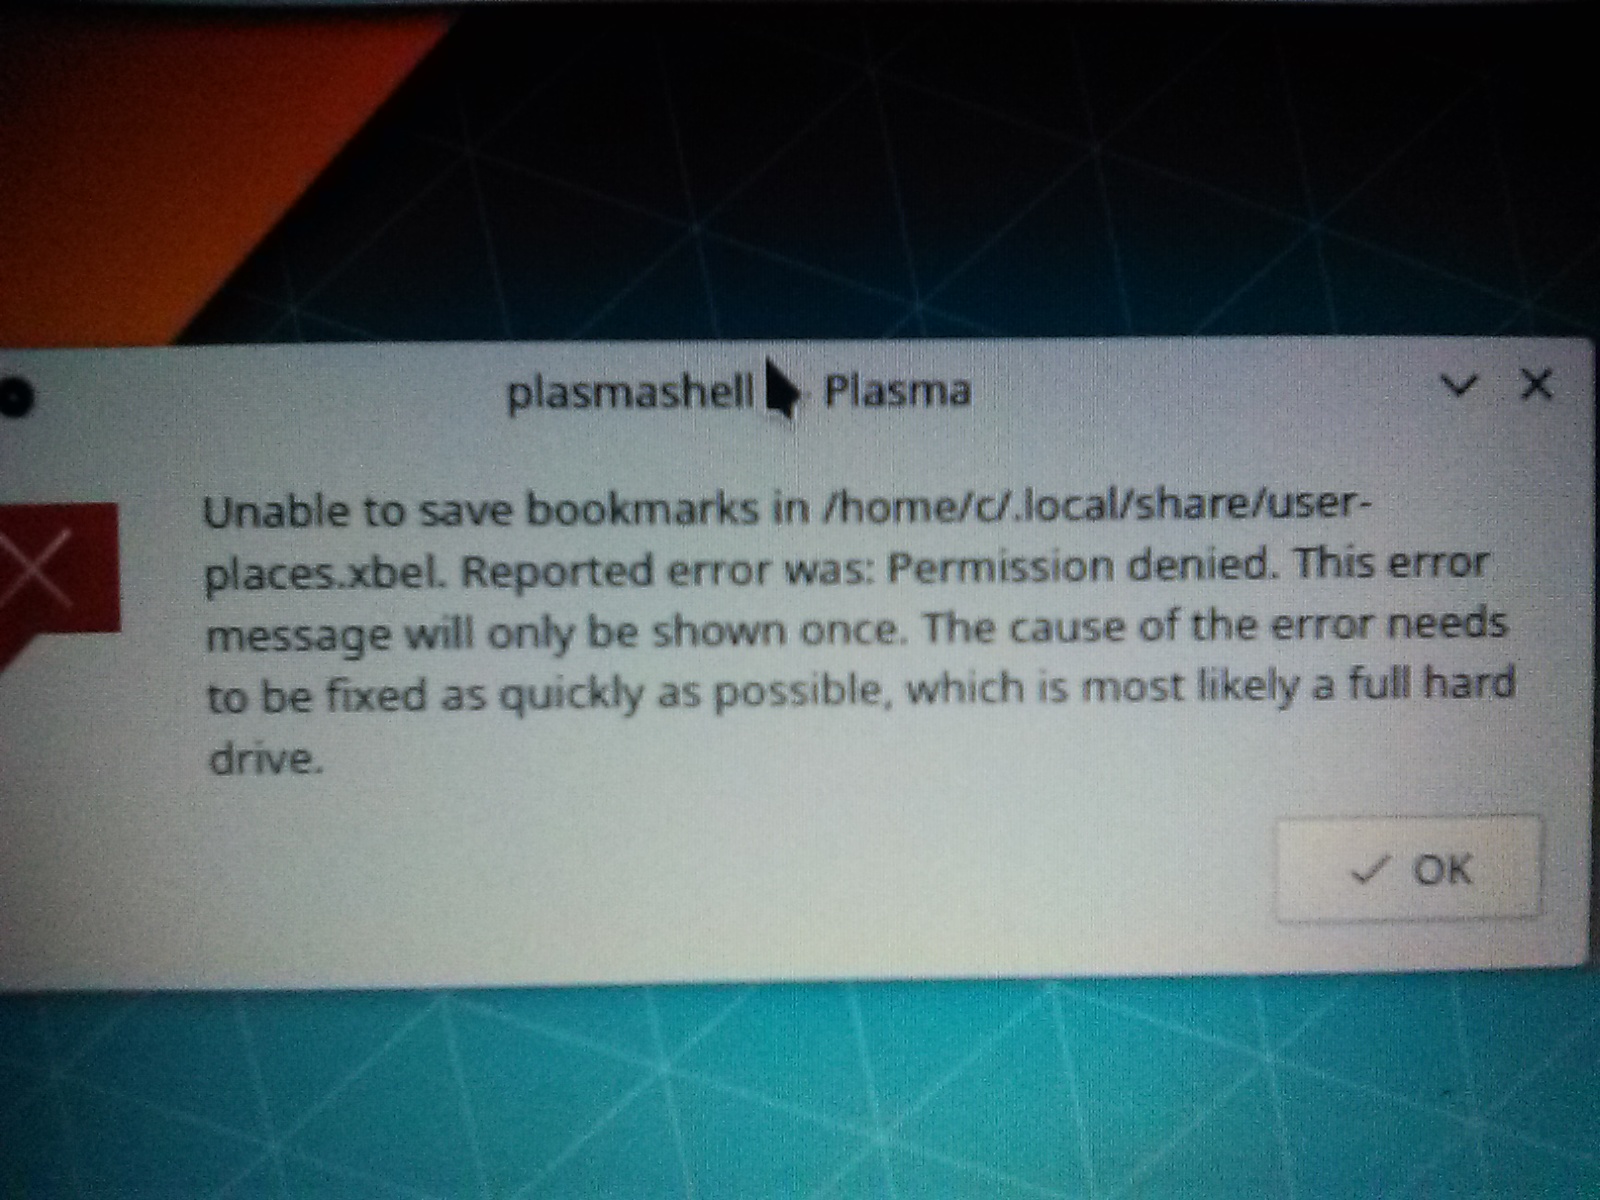 plasmashell Plasma
Unable to save bookmarks in /home/c/.local/share/user-
places.xbel. Reported error was: Permission denied. This error
message will only be shown once. The cause of the error needs
to be fixed as quickly as possible, which is most likely a full hard
drive.
OK